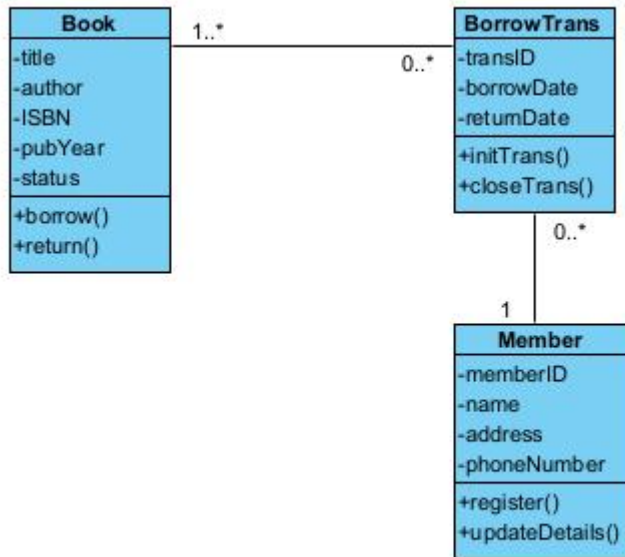 Book
-title
-author
-ISBN
-pubYear
-status
+borrow()
+return()
1..*
0..*
BorrowTrans
-transID
-borrowDate
-returnDate
+initTrans()
+closeTrans()
0..*
1
Member
-memberID
-name
-address
-phoneNumber
+register()
+updateDetails()